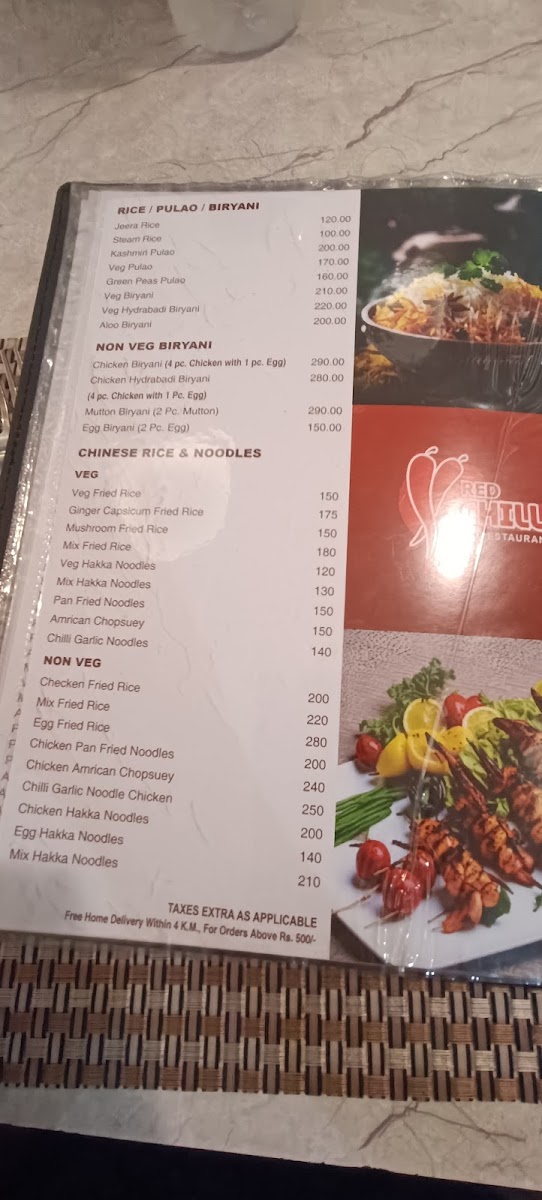 RICE / PULAO / BIRYANI
Jeera Rice 120.00
Steam Rice 100.00
Kashmiri Pulao 200.00
Veg Pulao 170.00
Green Peas Pulao 160.00
Veg Biryani 210.00
Veg Hydrabadi Biryani 220.00
Aloo Biryani 200.00
NON VEG BIRYANI
Chicken Biryani (4 pc. Chicken with 1 pc. Egg) 290.00
Chicken Hydrabadi Biryani 280.00
(4 pc. Chicken with 1 Pc. Egg)
Mutton Biryani (2 Pc. Mutton) 290.00
Egg Biryani (2 Pc. Egg) 150.00
CHINESE RICE & NOODLES
VEG
Veg Fried Rice 150
Ginger Capsicum Fried Rice 175
Mushroom Fried Rice 150
Mix Fried Rice 180
Veg Hakka Noodles 120
Mix Hakka Noodles 130
Pan Fried Noodles 150
Amrican Chopsuey 150
Chilli Garlic Noodles 140
NON VEG
Checken Fried Rice 200
Mix Fried Rice 220
Egg Fried Rice 280
Chicken Pan Fried Noodles 200
Chicken Amrican Chopsuey 240
Chilli Garlic Noodle Chicken 250
Chicken Hakka Noodles 200
Egg Hakka Noodles 140
Mix Hakka Noodles 210
TAXES EXTRA AS APPLICABLE
Free Home Delivery Within 4 K.M., For Orders Above Rs. 500/-
RED
CHILL
RESTAURAN